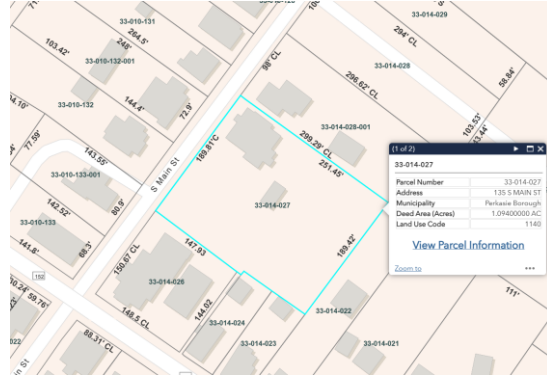 33-010-131
264.5'
248'
103.42'
33-010-132-001
33-010-132
144.4'
72.9'
77.59'
143.55'
33-010-133-001
80.9'
142.52'
33-010-133
141.8'
68.3'
152
S Main St
189.81'C
98' CL
33-014-029
294' CL
33-014-028
296.62' CL
58.84'
103.53'
33-014-028-001
299.29' CL
251.45'
33-014-027
189.42'
147.93
150.67' CL
33-014-026
148.5' CL
144.02
33-014-024
33-014-023
33-014-022
33-014-021
111'
88.31' CL
59.76'
(1 of 2)
33-014-027
Parcel Number 33-014-027
Address 135 S MAIN ST
Municipality Perkasie Borough
Deed Area (Acres) 1.09400000 AC
Land Use Code 1140
View Parcel Information
Zoom to